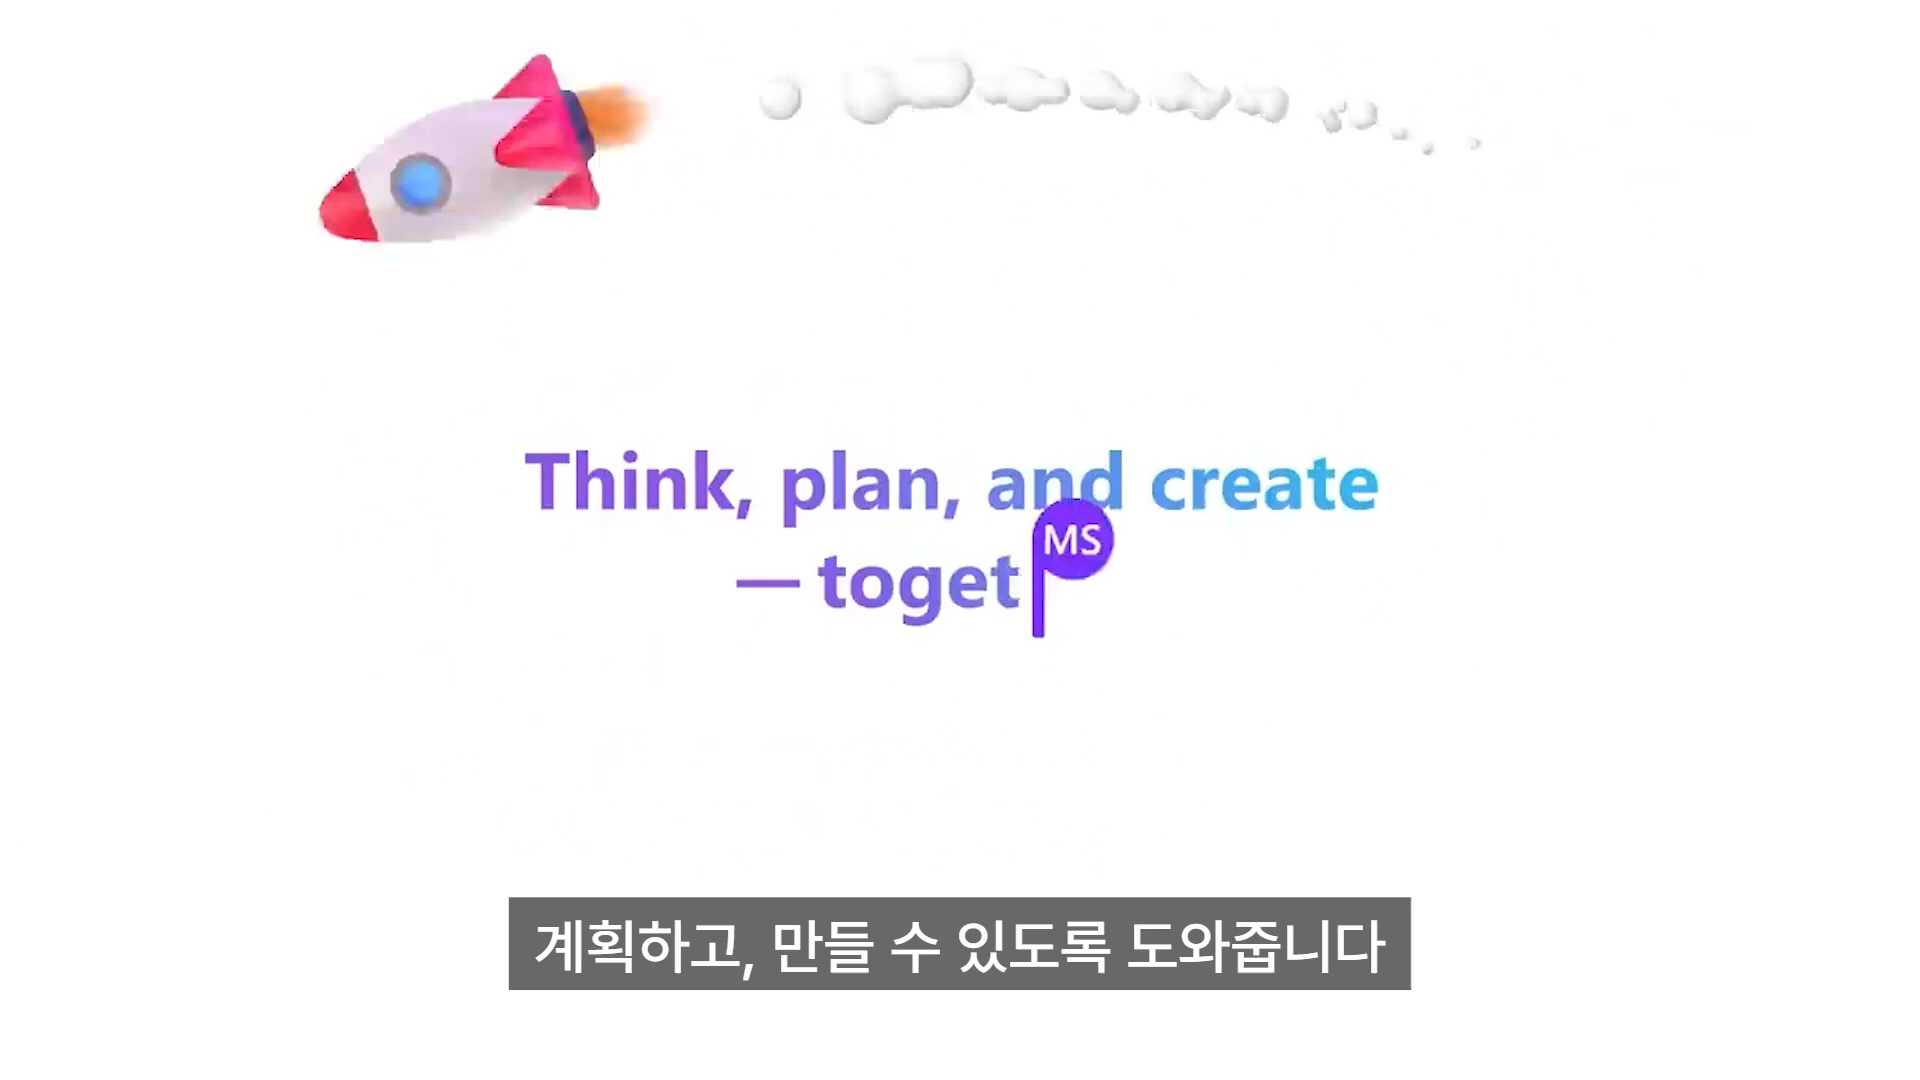 Think, plan, and create
— toget
MS
계획하고, 만들 수 있도록 도와줍니다